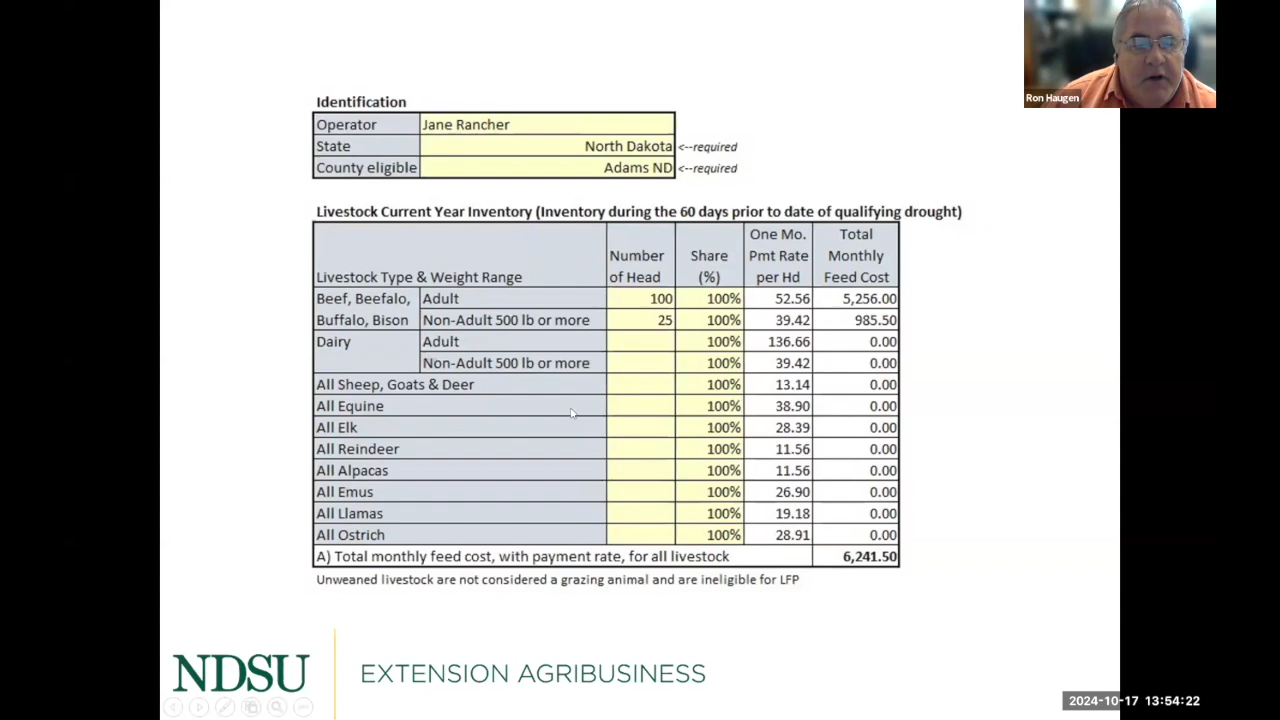 Ron Haugen
Identification
Operator Jane Rancher
State North Dakota <--required
County eligible Adams ND <--required
Livestock Current Year Inventory (Inventory during the 60 days prior to date of qualifying drought)
One Mo. Total
Number Share Pmt Rate Monthly
Livestock Type & Weight Range of Head (%) per Hd Feed Cost
Beef, Beefalo, Adult 100 100% 52.56 5,256.00
Buffalo, Bison Non-Adult 500 lb or more 25 100% 39.42 985.50
Dairy Adult 100% 136.66 0.00
Non-Adult 500 lb or more 100% 39.42 0.00
All Sheep, Goats & Deer 100% 13.14 0.00
All Equine 100% 38.90 0.00
All Elk 100% 28.39 0.00
All Reindeer 100% 11.56 0.00
All Alpacas 100% 11.56 0.00
All Emus 100% 26.90 0.00
All Llamas 100% 19.18 0.00
All Ostrich 100% 28.91 0.00
A) Total monthly feed cost, with payment rate, for all livestock 6,241.50
Unweaned livestock are not considered a grazing animal and are ineligible for LFP
NDSU EXTENSION AGRIBUSINESS
2024-10-17 13:54:22